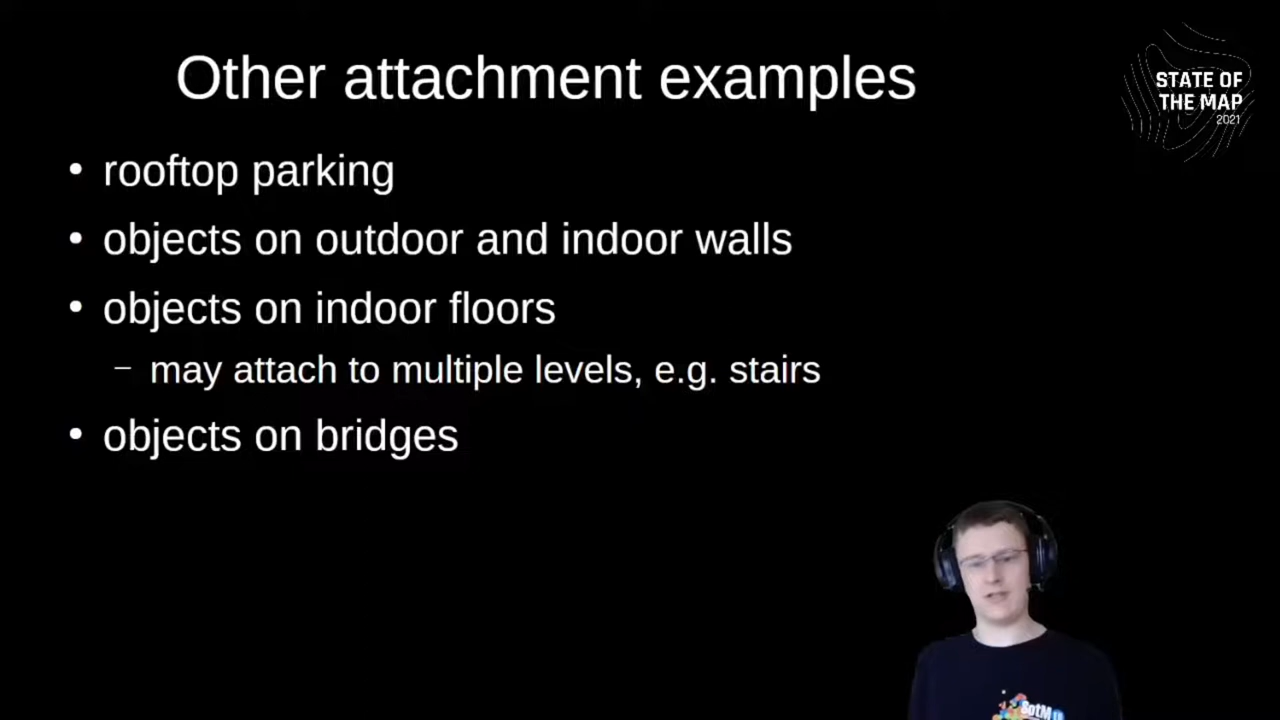 Other attachment examples
STATE OF
THE MAP
2021
• rooftop parking
• objects on outdoor and indoor walls
• objects on indoor floors
– may attach to multiple levels, e.g. stairs
• objects on bridges
SotM